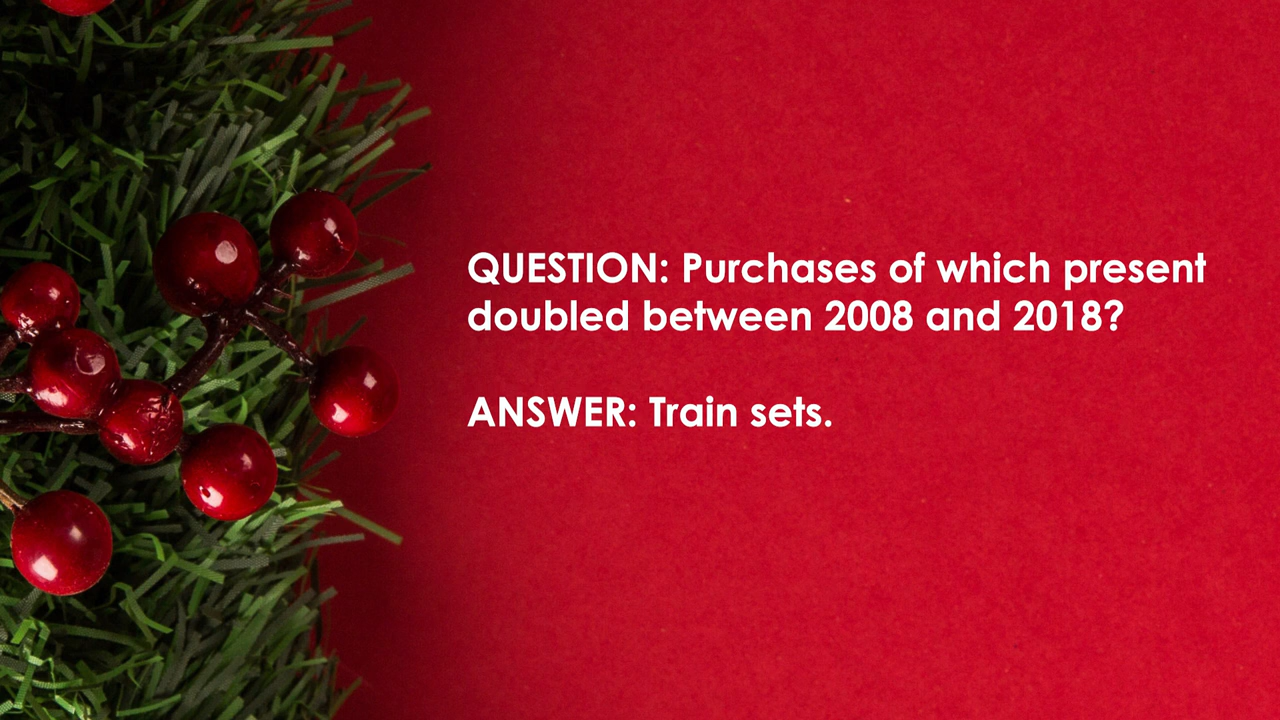 QUESTION: Purchases of which present
doubled between 2008 and 2018?
ANSWER: Train sets.